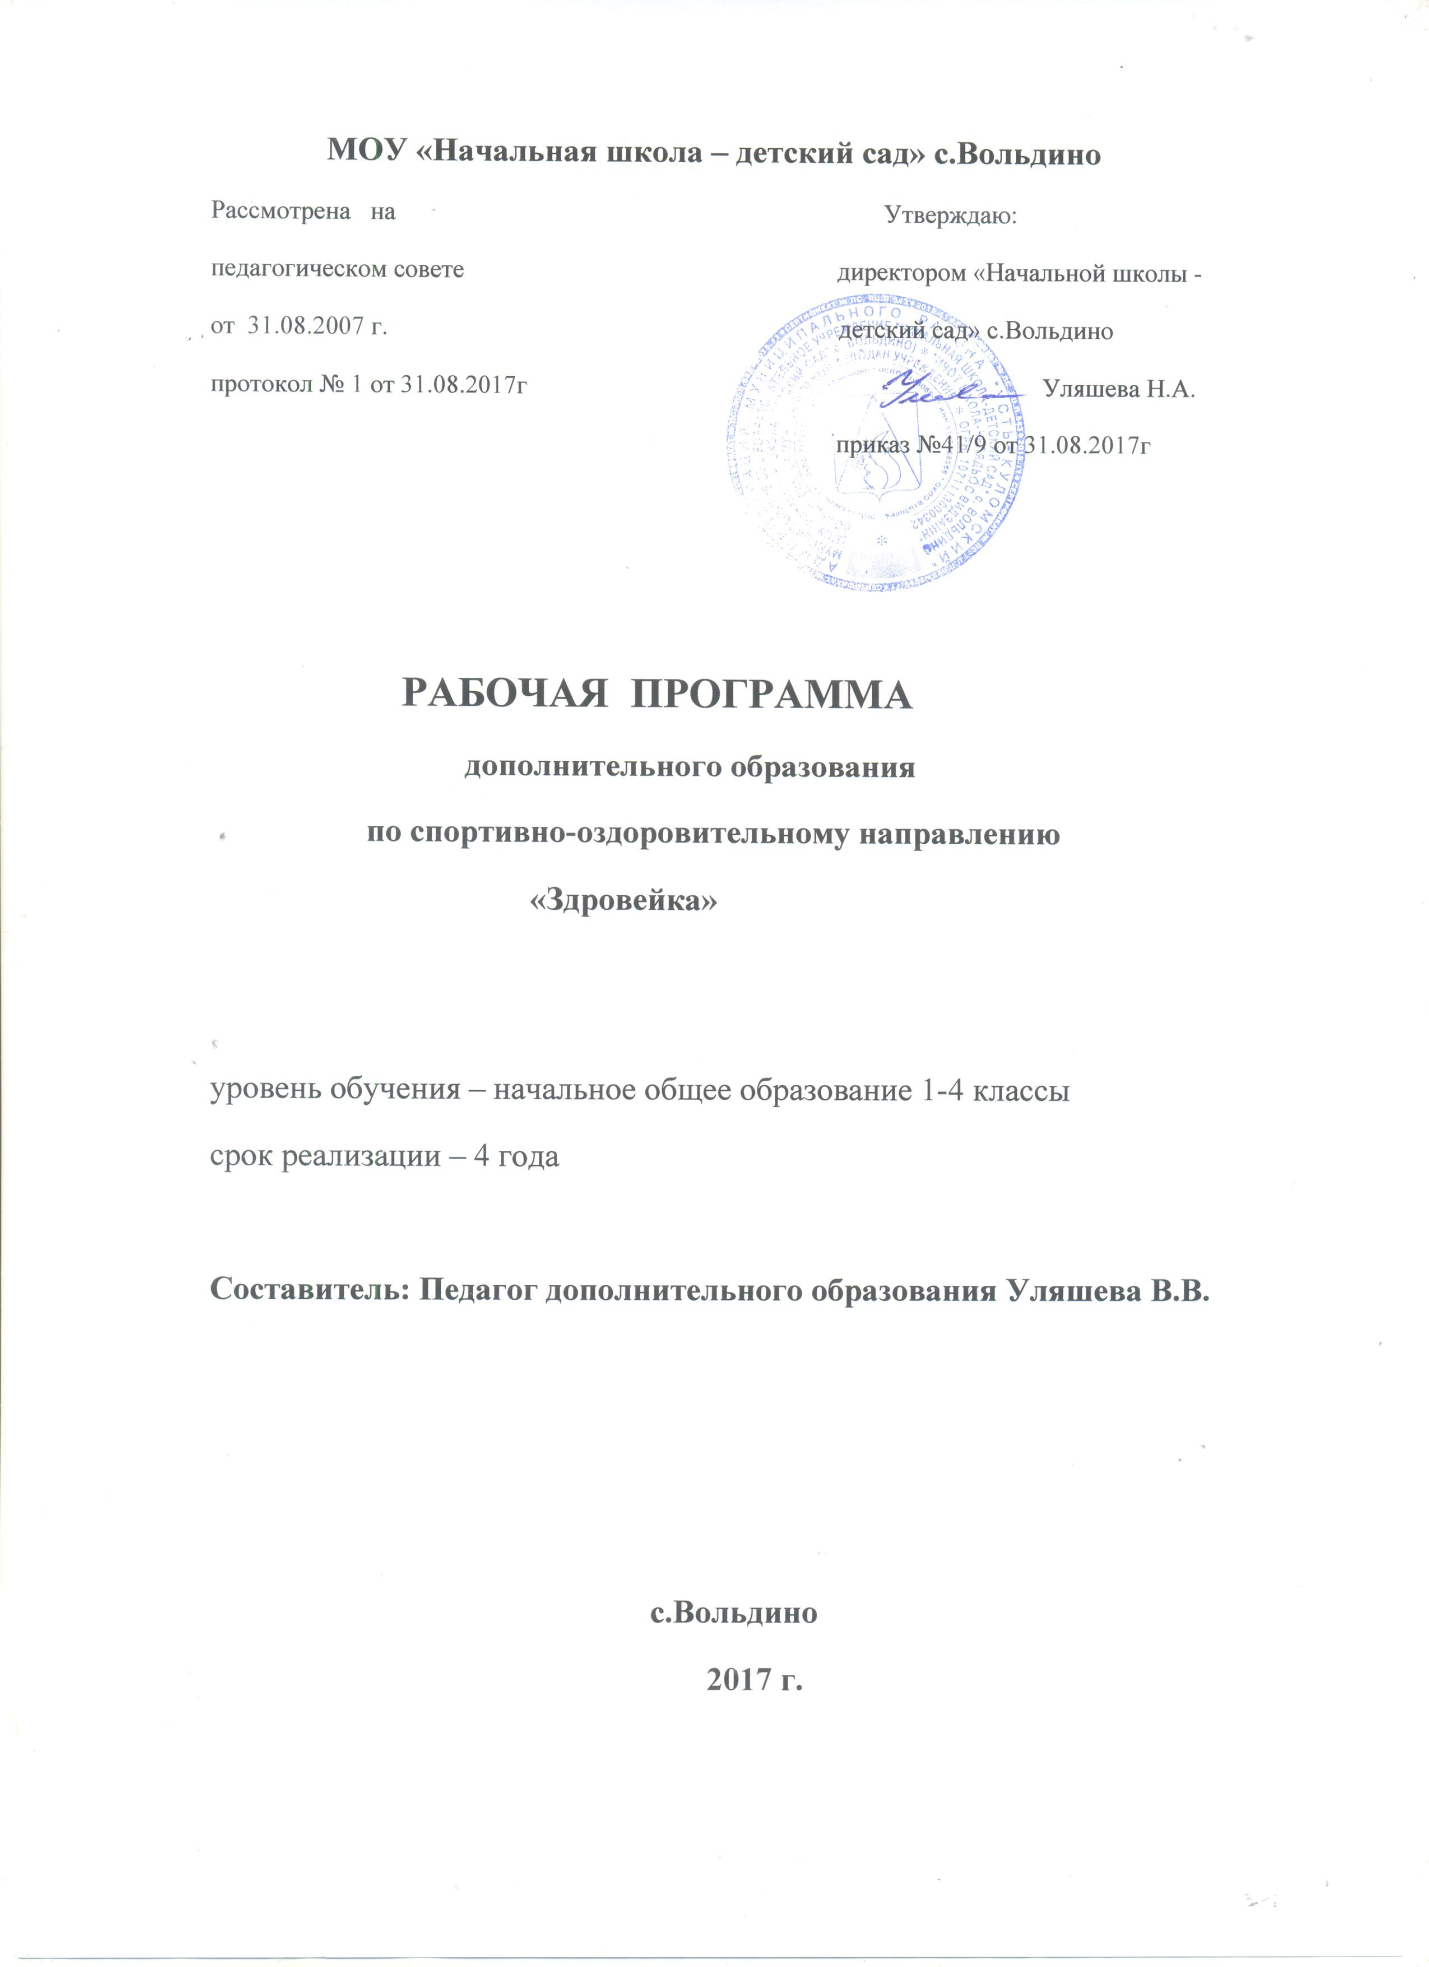 МОУ «Начальная школа – детский сад» с.Вольдино
Рассмотрена на
педагогическом совете
от 31.08.2007 г.
протокол № 1 от 31.08.2017г
Утверждаю:
директором «Начальной школы -
детский сад» с.Вольдино
Уляшева Н.А.
приказ №41/9 от 31.08.2017г
РАБОЧАЯ ПРОГРАММА
дополнительного образования
по спортивно-оздоровительному направлению
«Здровейка»
уровень обучения – начальное общее образование 1-4 классы
срок реализации – 4 года
Составитель: Педагог дополнительного образования Уляшева В.В.
с.Вольдино
2017 г.